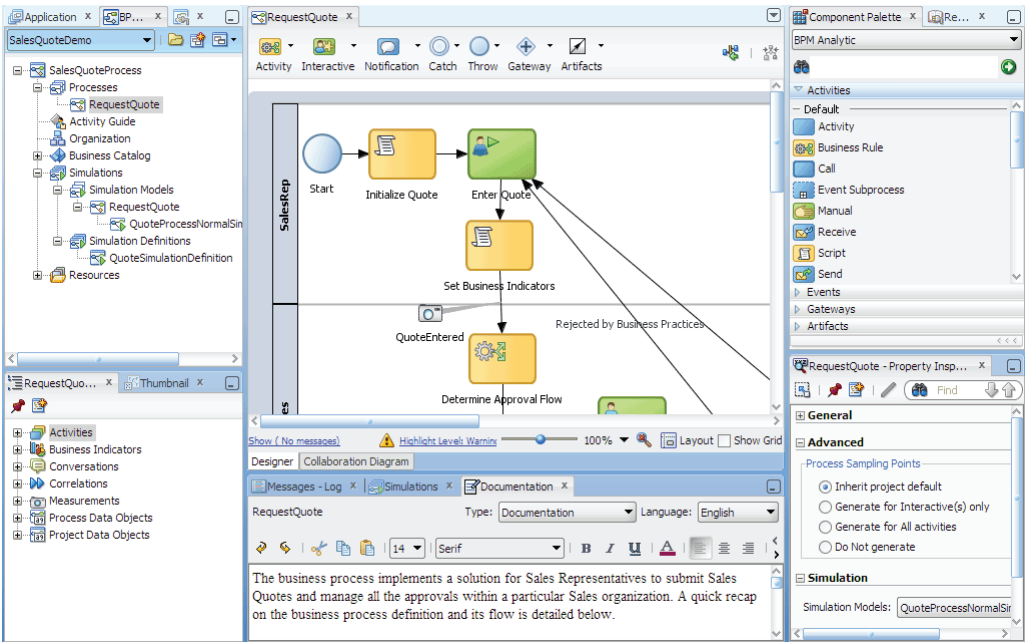 Application
BP...
SalesQuoteDemo
SalesQuoteProcess
Processes
RequestQuote
Activity Guide
Organization
Business Catalog
Simulations
Simulation Models
RequestQuote
QuoteProcessNormalSin
Simulation Definitions
QuoteSimulationDefinition
Resources
RequestQuo...
Thumbnail
Activities
Business Indicators
Conversations
Correlations
Measurements
Process Data Objects
Project Data Objects
RequestQuote
Activity Interactive Notification Catch Throw Gateway Artifacts
SalesRep
Start
Initialize Quote
Enter Quote
Set Business Indicators
QuoteEntered
Rejected by Business Practices
Determine Approval Flow
es
Show ( No messages)
Highlight Level: Warning
100%
Layout
Show Grid
Designer
Collaboration Diagram
Messages - Log
Simulations
Documentation
RequestQuote
Type: Documentation
Language: English
14
Serif
B I U A
The business process implements a solution for Sales Representatives to submit Sales
Quotes and manage all the approvals within a particular Sales organization. A quick recap
on the business process definition and its flow is detailed below.
Component Palette
Re...
BPM Analytic
Activities
Default
Activity
Business Rule
Call
Event Subprocess
Manual
Receive
Script
Send
Events
Gateways
Artifacts
RequestQuote - Property Insp...
Find
General
Advanced
Process Sampling Points
Inherit project default
Generate for Interactive(s) only
Generate for All activities
Do Not generate
Simulation
Simulation Models: QuoteProcessNormalSir